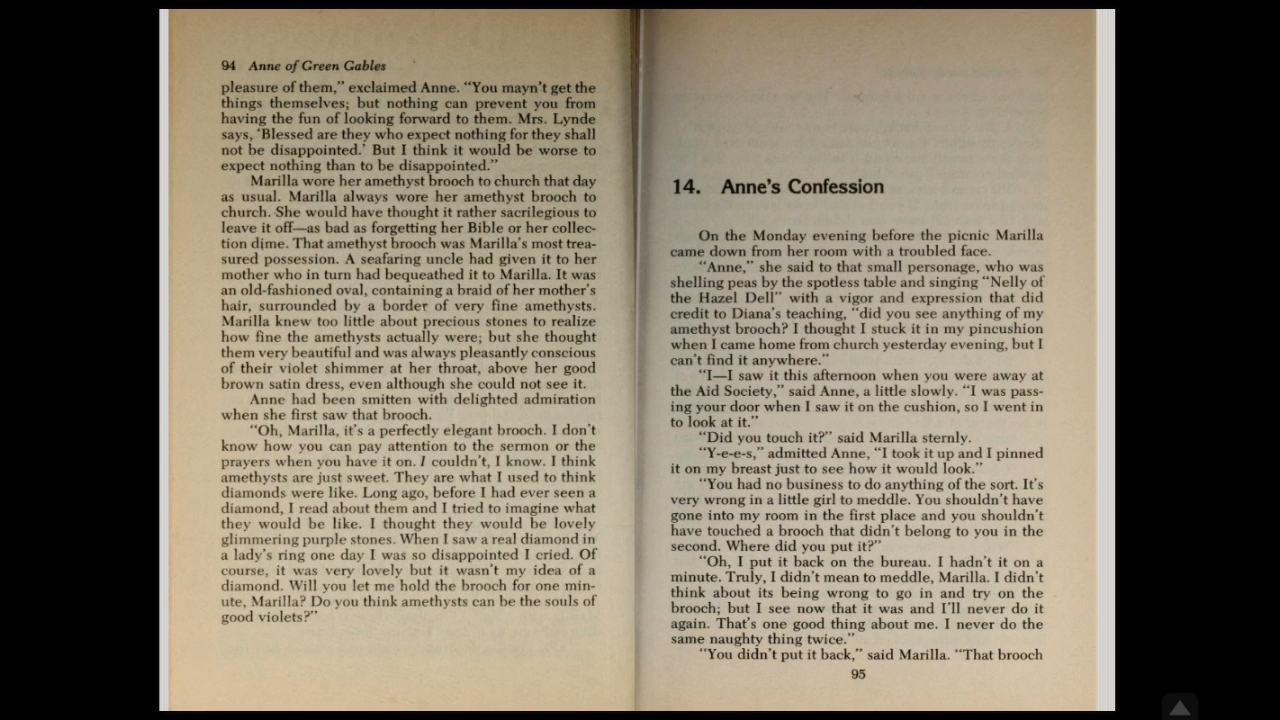 94 Anne of Green Gables
pleasure of them,” exclaimed Anne. “You mayn’t get the
things themselves; but nothing can prevent you from
having the fun of looking forward to them. Mrs. Lynde
says, ‘Blessed are they who expect nothing for they shall
not be disappointed.’ But I think it would be worse to
expect nothing than to be disappointed.”
Marilla wore her amethyst brooch to church that day
as usual. Marilla always wore her amethyst brooch to
church. She would have thought it rather sacrilegious to
leave it off—as bad as forgetting her Bible or her collec-
tion dime. That amethyst brooch was Marilla’s most trea-
sured possession. A seafaring uncle had given it to her
mother who in turn had bequeathed it to Marilla. It was
an old-fashioned oval, containing a braid of her mother’s
hair, surrounded by a border of very fine amethysts.
Marilla knew too little about precious stones to realize
how fine the amethysts actually were; but she thought
them very beautiful and was always pleasantly conscious
of their violet shimmer at her throat, above her good
brown satin dress, even although she could not see it.
Anne had been smitten with delighted admiration
when she first saw that brooch.
“Oh, Marilla, it’s a perfectly elegant brooch. I don’t
know how you can pay attention to the sermon or the
prayers when you have it on. I couldn’t, I know. I think
amethysts are just sweet. They are what I used to think
diamonds were like. Long ago, before I had ever seen a
diamond, I read about them and I tried to imagine what
they would be like. I thought they would be lovely
glimmering purple stones. When I saw a real diamond in
a lady’s ring one day I was so disappointed I cried. Of
course, it was very lovely but it wasn’t my idea of a
diamond. Will you let me hold the brooch for one min-
ute, Marilla? Do you think amethysts can be the souls of
good violets?”
14. Anne’s Confession
On the Monday evening before the picnic Marilla
came down from her room with a troubled face.
“Anne,” she said to that small personage, who was
shelling peas by the spotless table and singing “Nelly of
the Hazel Dell” with a vigor and expression that did
credit to Diana’s teaching, “did you see anything of my
amethyst brooch? I thought I stuck it in my pincushion
when I came home from church yesterday evening, but I
can’t find it anywhere.”
“I—I saw it this afternoon when you were away at
the Aid Society,” said Anne, a little slowly. “I was pass-
ing your door when I saw it on the cushion, so I went in
to look at it.”
“Did you touch it?” said Marilla sternly.
“Y-e-e-s,” admitted Anne, “I took it up and I pinned
it on my breast just to see how it would look.”
“You had no business to do anything of the sort. It’s
very wrong in a little girl to meddle. You shouldn’t have
gone into my room in the first place and you shouldn’t
have touched a brooch that didn’t belong to you in the
second. Where did you put it?”
“Oh, I put it back on the bureau. I hadn’t it on a
minute. Truly, I didn’t mean to meddle, Marilla. I didn’t
think about its being wrong to go in and try on the
brooch; but I see now that it was and I’ll never do it
again. That’s one good thing about me. I never do the
same naughty thing twice.”
“You didn’t put it back,” said Marilla. “That brooch
95